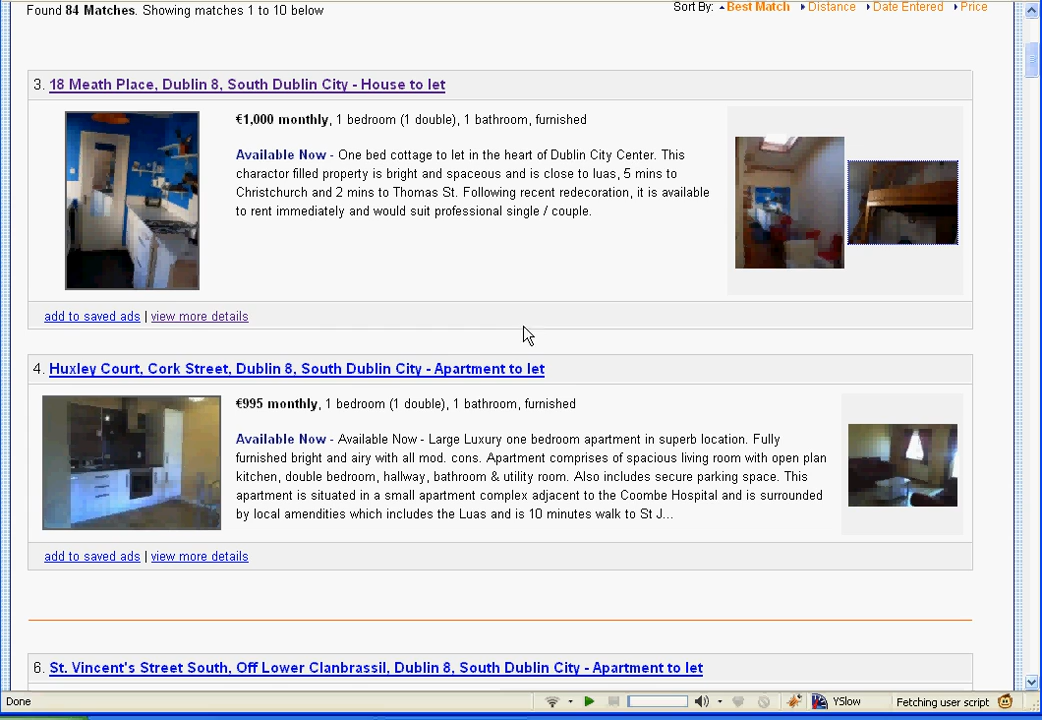 Found 84 Matches. Showing matches 1 to 10 below
Sort By: Best Match Distance Date Entered Price
3. 18 Meath Place, Dublin 8, South Dublin City - House to let
€1,000 monthly, 1 bedroom (1 double), 1 bathroom, furnished
Available Now - One bed cottage to let in the heart of Dublin City Center. This
charactor filled property is bright and spaceous and is close to luas, 5 mins to
Christchurch and 2 mins to Thomas St. Following recent redecoration, it is available
to rent immediately and would suit professional single / couple.
add to saved ads | view more details
4. Huxley Court, Cork Street, Dublin 8, South Dublin City - Apartment to let
€995 monthly, 1 bedroom (1 double), 1 bathroom, furnished
Available Now - Available Now - Large Luxury one bedroom apartment in superb location. Fully
furnished bright and airy with all mod. cons. Apartment comprises of spacious living room with open plan
kitchen, double bedroom, hallway, bathroom & utility room. Also includes secure parking space. This
apartment is situated in a small apartment complex adjacent to the Coombe Hospital and is surrounded
by local amendities which includes the Luas and is 10 minutes walk to St J...
add to saved ads | view more details
6. St. Vincent's Street South, Off Lower Clanbrassil, Dublin 8, South Dublin City - Apartment to let
Done YSlow Fetching user script